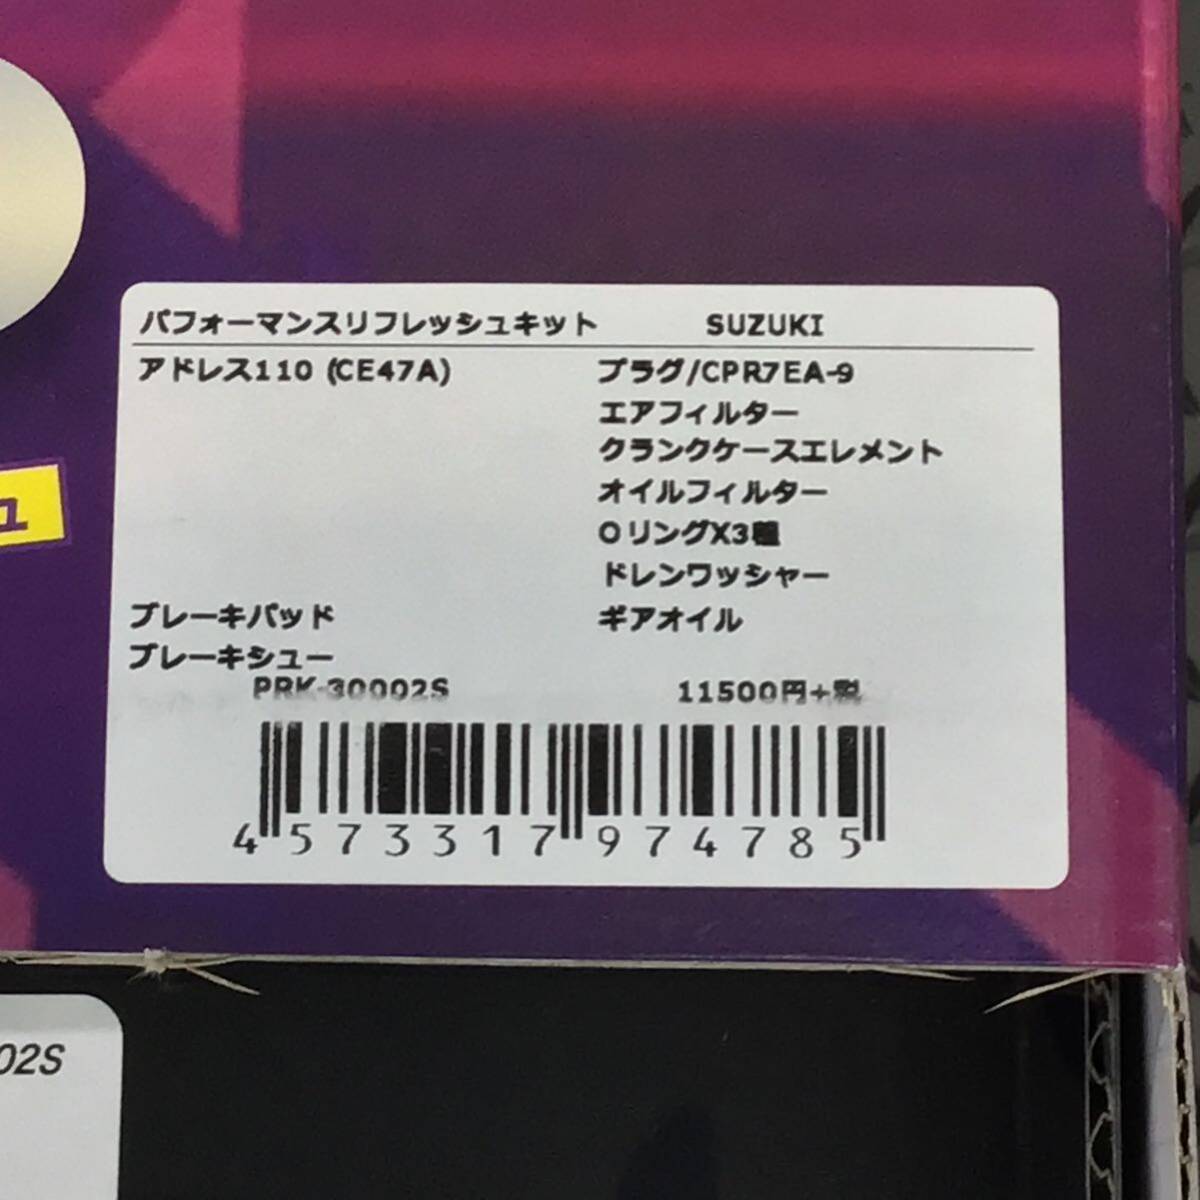 パフォーマンスリフレッシュキット SUZUKI
アドレス110 (CE47A) プラグ/CPR7EA-9
エアフィルター
クランクケースエレメント
オイルフィルター
OリングX3種
ドレンワッシャー
ブレーキパッド ギアオイル
ブレーキシュー
PRK-30002S 11500円+税
4 573317 974785
ュ
02S